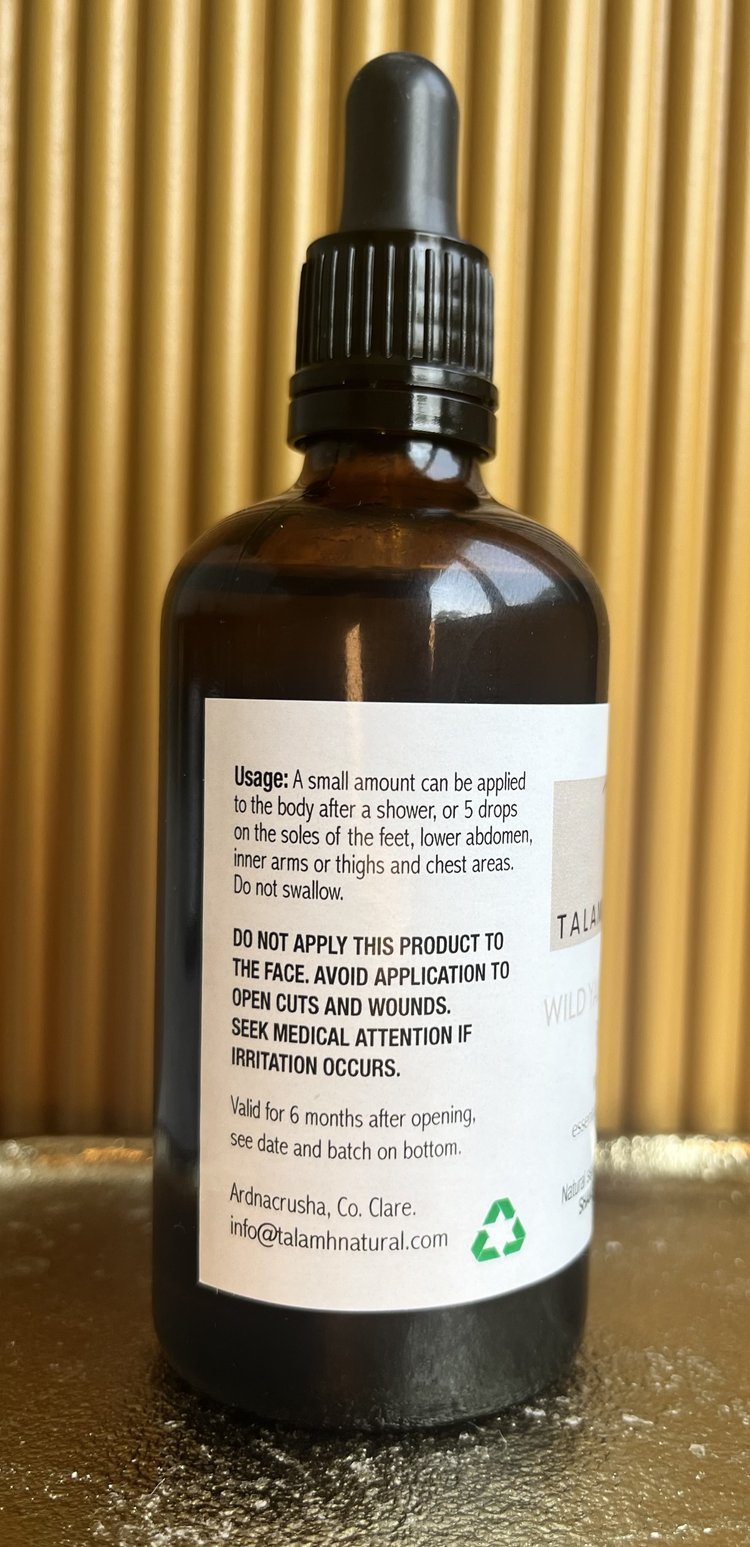 Usage: A small amount can be applied
to the body after a shower, or 5 drops
on the soles of the feet, lower abdomen,
inner arms or thighs and chest areas.
Do not swallow.
DO NOT APPLY THIS PRODUCT TO
THE FACE. AVOID APPLICATION TO
OPEN CUTS AND WOUNDS.
SEEK MEDICAL ATTENTION IF
IRRITATION OCCURS.
Valid for 6 months after opening,
see date and batch on bottom.
Ardnacrusha, Co. Clare.
info@talamhnatural.com
WILD
Natural